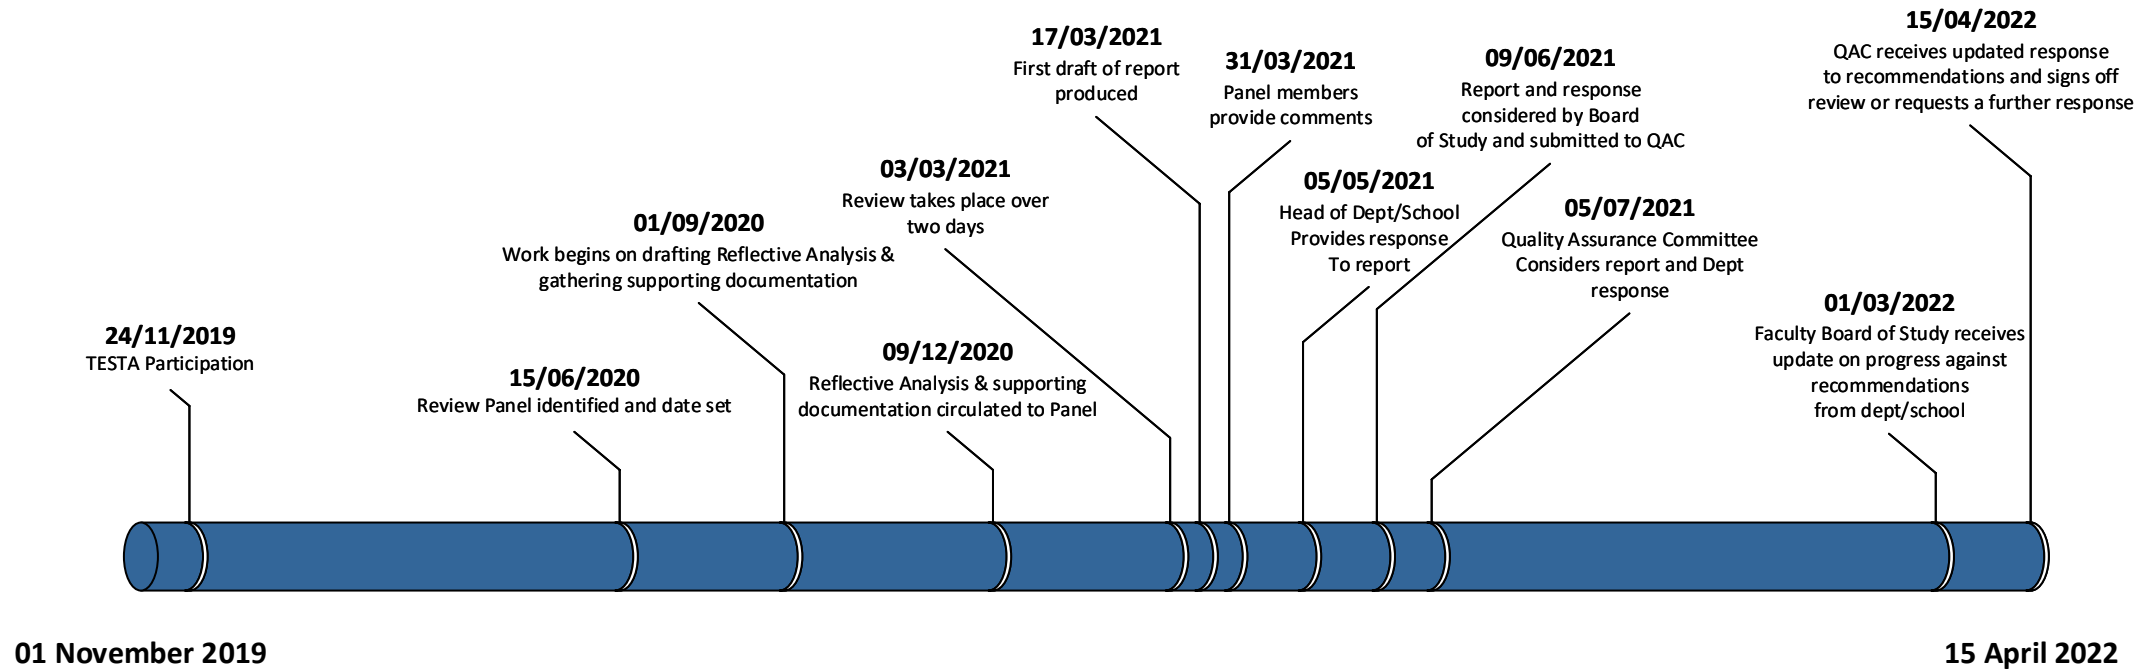 24/11/2019
TESTA Participation
15/06/2020
Review Panel identified and date set
01/09/2020
Work begins on drafting Reflective Analysis &
gathering supporting documentation
09/12/2020
Reflective Analysis & supporting
documentation circulated to Panel
03/03/2021
Review takes place over
two days
17/03/2021
First draft of report
produced
31/03/2021
Panel members
provide comments
05/05/2021
Head of Dept/School
Provides response
To report
09/06/2021
Report and response
considered by Board
of Study and submitted to QAC
05/07/2021
Quality Assurance Committee
Considers report and Dept
response
01/03/2022
Faculty Board of Study receives
update on progress against
recommendations
from dept/school
15/04/2022
QAC receives updated response
to recommendations and signs off
review or requests a further response
01 November 2019
15 April 2022